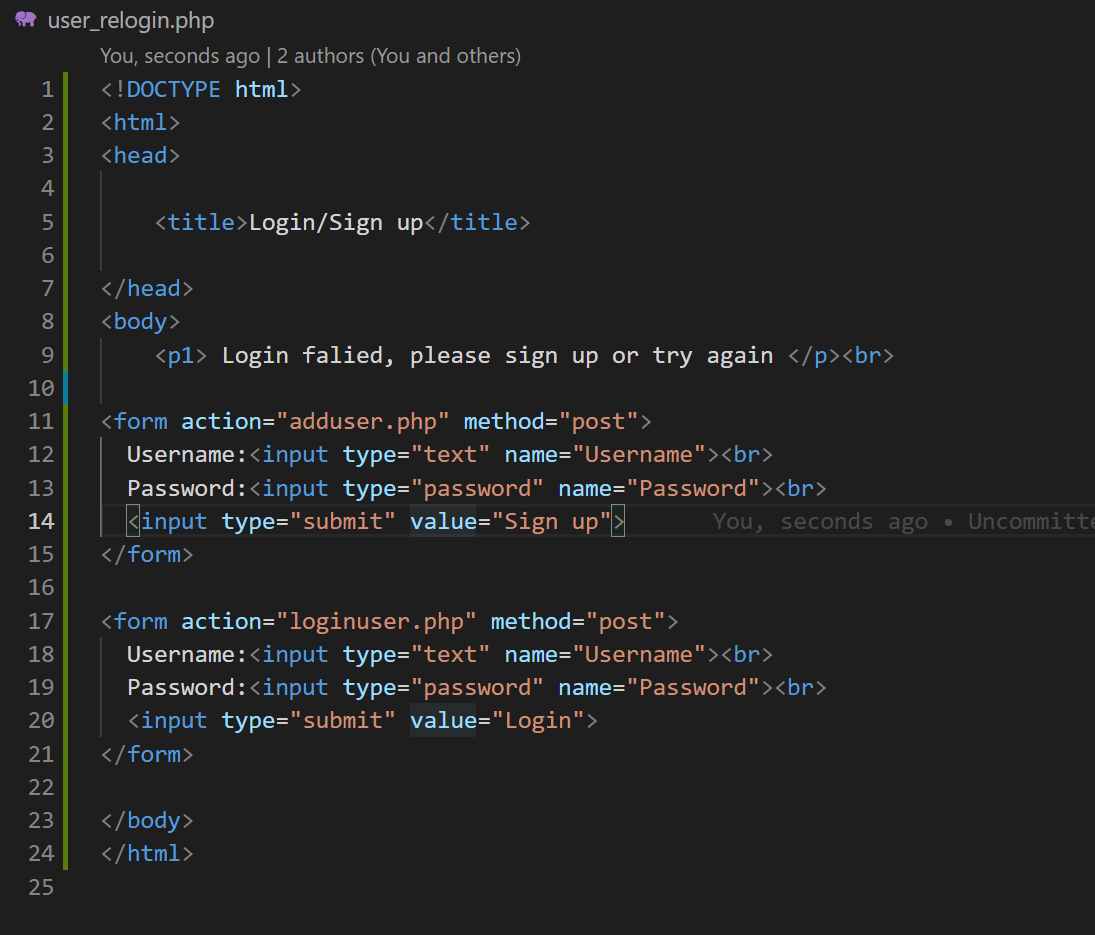 user_relogin.php
You, seconds ago | 2 authors (You and others)
1 <!DOCTYPE html>
2 <html>
3 <head>
4
5 <title>Login/Sign up</title>
6
7 </head>
8 <body>
9 <p1> Login falied, please sign up or try again </p><br>
10
11 <form action="adduser.php" method="post">
12 Username:<input type="text" name="Username"><br>
13 Password:<input type="password" name="Password"><br>
14 <input type="submit" value="Sign up"> You, seconds ago • Uncommitte
15 </form>
16
17 <form action="loginuser.php" method="post">
18 Username:<input type="text" name="Username"><br>
19 Password:<input type="password" name="Password"><br>
20 <input type="submit" value="Login">
21 </form>
22
23 </body>
24 </html>
25